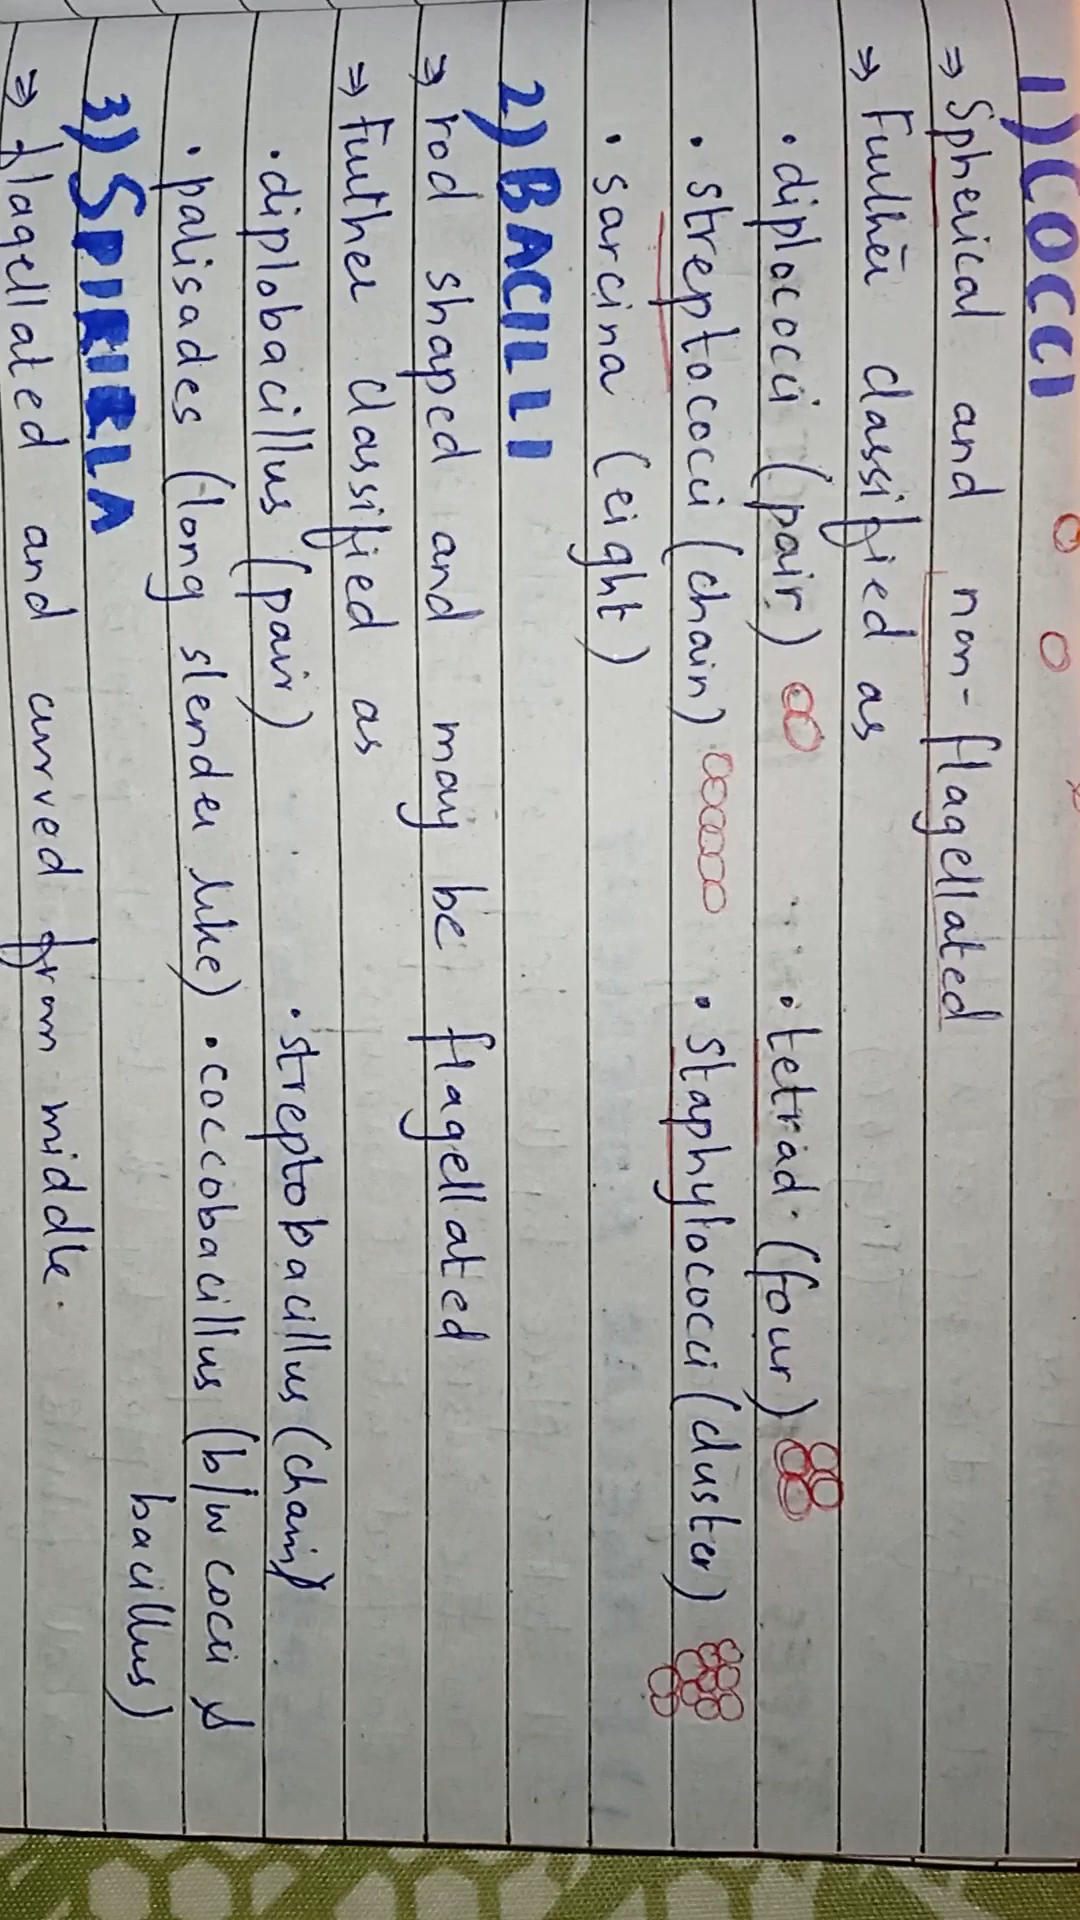 1) COCCI
⇒ Spherical and non-flagellated
⇒ Further classified as
• diplococci (pair) • tetrad (four)
• streptococci (chain) • staphylococci (cluster)
• sarcina (eight)
2) BACILLI
⇒ rod shaped and may be flagellated
⇒ Further classified as
• diplobacillus (pair) • streptobacillus (chain)
• palisades (long slender like) • coccobacillus (b/w cocci &
bacillus)
3) SPIRILA
⇒ flagellated and curved from middle.